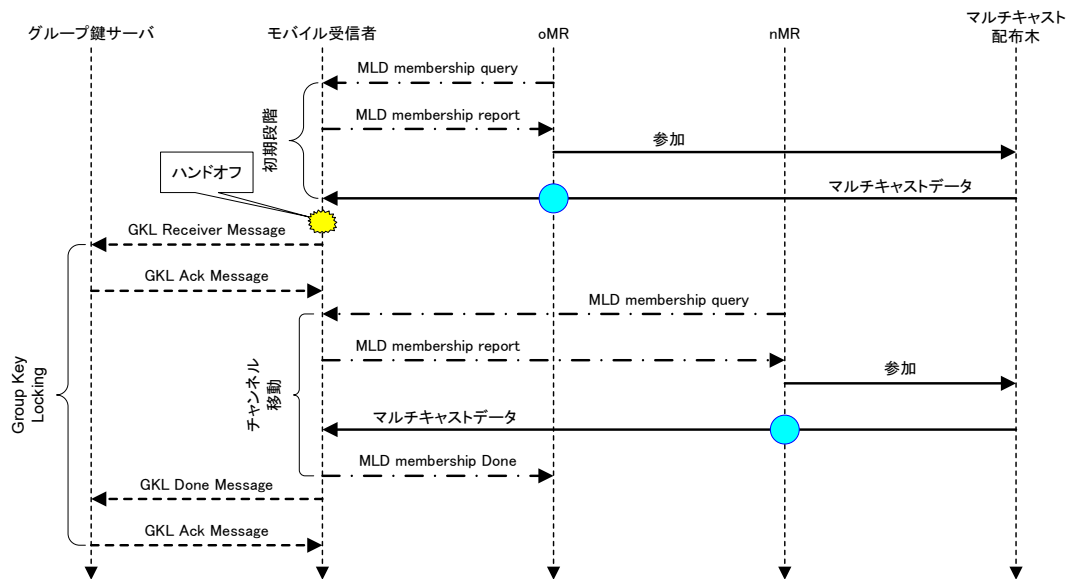 グループ鍵サーバ
モバイル受信者
oMR
nMR
マルチキャスト
配布木
MLD membership query
MLD membership report
参加
初期段階
ハンドオフ
マルチキャストデータ
GKL Receiver Message
GKL Ack Message
MLD membership query
MLD membership report
参加
Group Key
Locking
チャンネル
移動
マルチキャストデータ
MLD membership Done
GKL Done Message
GKL Ack Message